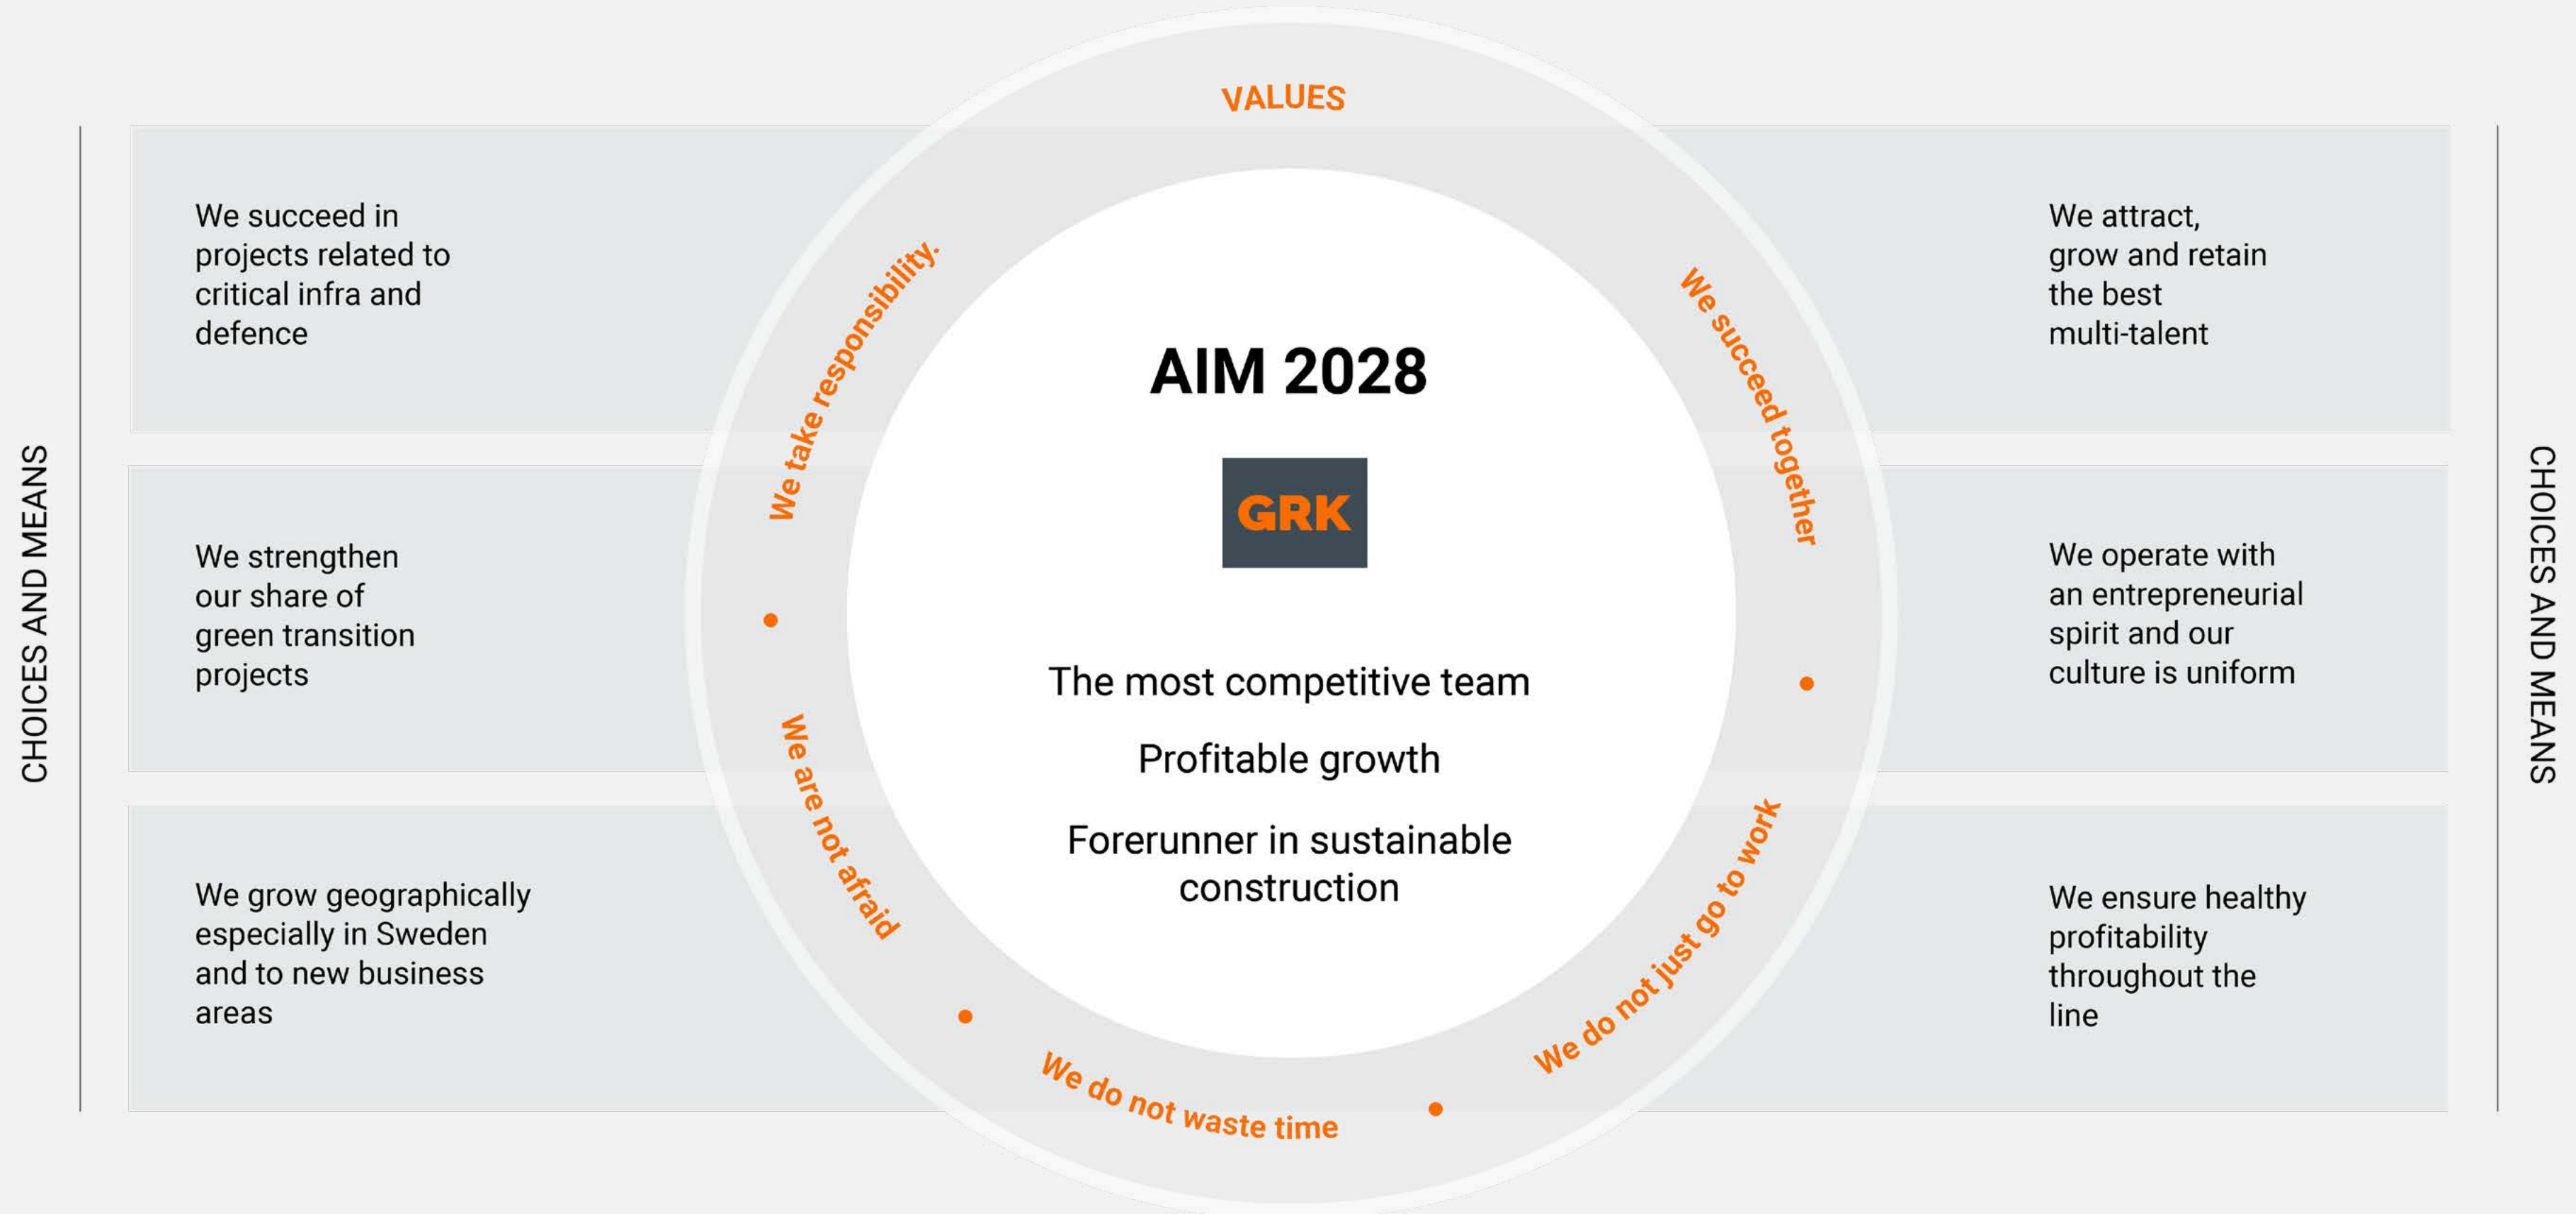 VALUES
CHOICES AND MEANS
We succeed in
projects related to
critical infra and
defence
We strengthen
our share of
green transition
projects
We grow geographically
especially in Sweden
and to new business
areas
We take responsibility.
We are not afraid
We do not waste time
We do not just go to work
We succeed together
AIM 2028
GRK
The most competitive team
Profitable growth
Forerunner in sustainable
construction
We attract,
grow and retain
the best
multi-talent
We operate with
an entrepreneurial
spirit and our
culture is uniform
We ensure healthy
profitability
throughout the
line
CHOICES AND MEANS